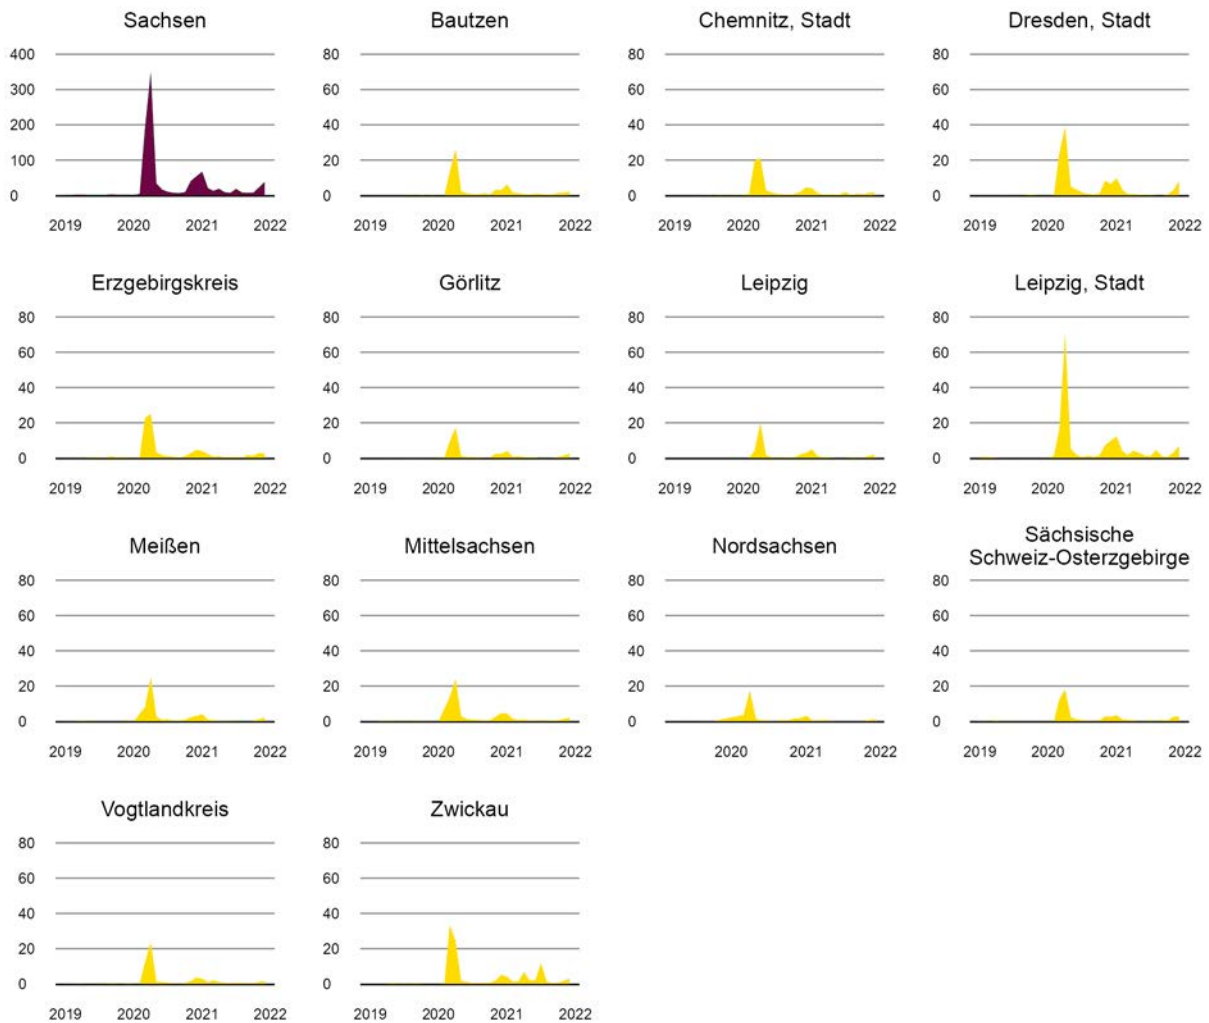 Sachsen
400
300
200
100
0
2019 2020 2021 2022
Bautzen
80
60
40
20
0
2019 2020 2021 2022
Chemnitz, Stadt
80
60
40
20
0
2019 2020 2021 2022
Dresden, Stadt
80
60
40
20
0
2019 2020 2021 2022
Erzgebirgskreis
80
60
40
20
0
2019 2020 2021 2022
Görlitz
80
60
40
20
0
2019 2020 2021 2022
Leipzig
80
60
40
20
0
2019 2020 2021 2022
Leipzig, Stadt
80
60
40
20
0
2019 2020 2021 2022
Meißen
80
60
40
20
0
2019 2020 2021 2022
Mittelsachsen
80
60
40
20
0
2019 2020 2021 2022
Nordsachsen
80
60
40
20
0
2020 2021 2022
Sächsische
Schweiz-Osterzgebirge
80
60
40
20
0
2019 2020 2021 2022
Vogtlandkreis
80
60
40
20
0
2019 2020 2021 2022
Zwickau
80
60
40
20
0
2019 2020 2021 2022